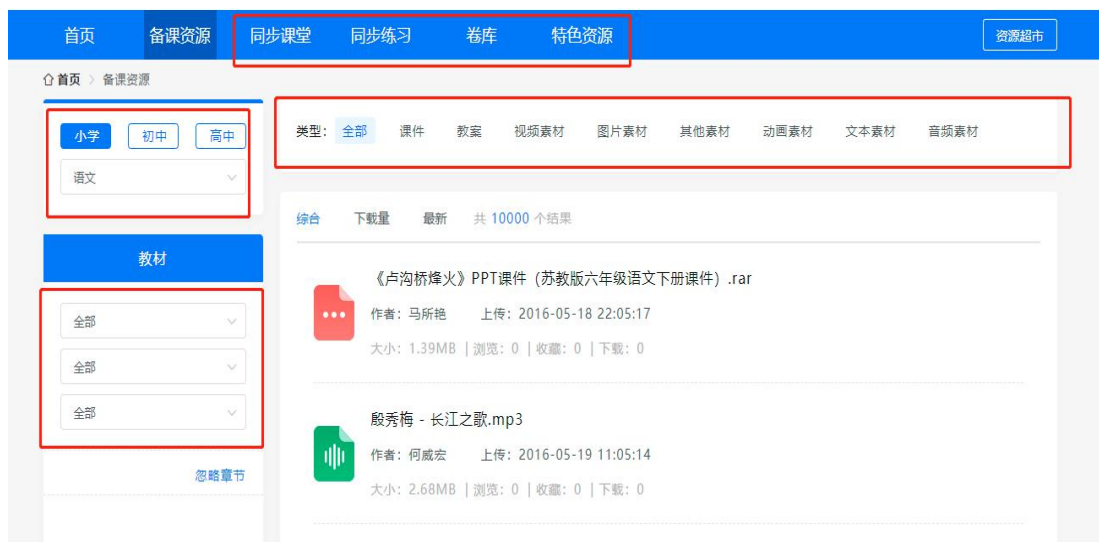 首页 备课资源 同步课堂 同步练习 卷库 特色资源 资源超市
首页 > 备课资源
小学 初中 高中
语文
教材
全部
全部
全部
忽略章节
类型: 全部 课件 教案 视频素材 图片素材 其他素材 动画素材 文本素材 音频素材
综合 下载量 最新 共 10000 个结果
《卢沟桥烽火》PPT课件（苏教版六年级语文下册课件）.rar
作者: 马所艳 上传: 2016-05-18 22:05:17
大小: 1.39MB | 浏览: 0 | 收藏: 0 | 下载: 0
殷秀梅 - 长江之歌.mp3
作者: 何威宏 上传: 2016-05-19 11:05:14
大小: 2.68MB | 浏览: 0 | 收藏: 0 | 下载: 0